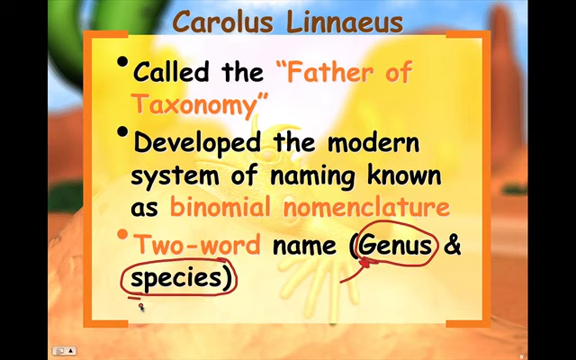 Carolus Linnaeus
• Called the “Father of
Taxonomy”
• Developed the modern
system of naming known
as binomial nomenclature
• Two-word name (Genus &
species)